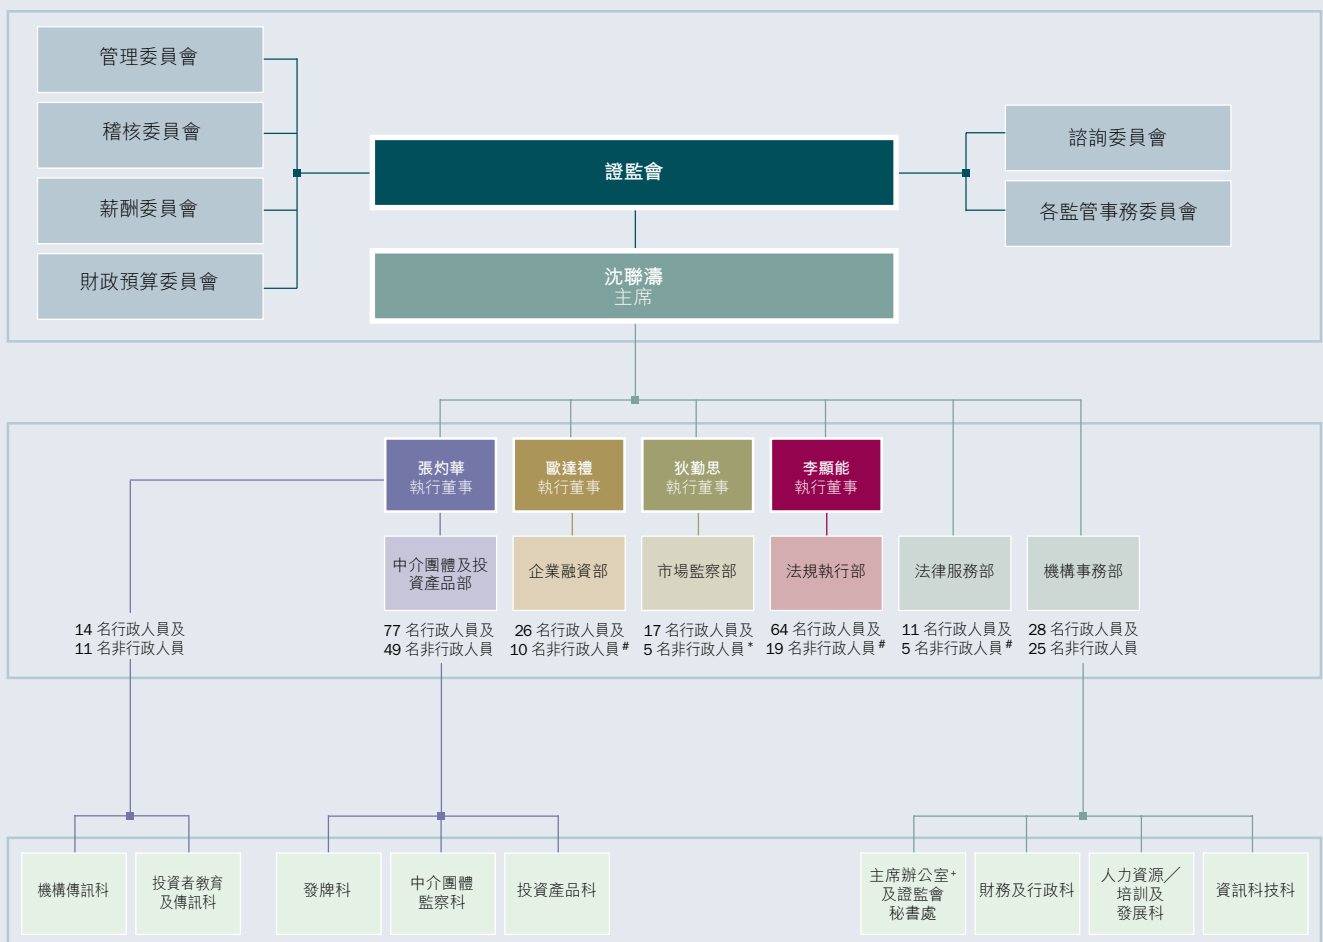 管理委員會
稽核委員會
薪酬委員會
財政預算委員會
證監會
沈聯濤
主席
諮詢委員會
各監管事務委員會
張灼華
執行董事
歐達禮
執行董事
狄勤思
執行董事
李顯能
執行董事
中介團體及投
資產品部
企業融資部
市場監察部
法規執行部
法律服務部
機構事務部
14 名行政人員及
11 名非行政人員
77 名行政人員及
49 名非行政人員
26 名行政人員及
10 名非行政人員#
17 名行政人員及
5 名非行政人員*
64 名行政人員及
19 名非行政人員#
11 名行政人員及
5 名非行政人員#
28 名行政人員及
25 名非行政人員
機構傳訊科
投資者教育
及傳訊科
發牌科
中介團體
監察科
投資產品科
主席辦公室+
及證監會
秘書處
財務及行政科
人力資源／
培訓及
發展科
資訊科技科